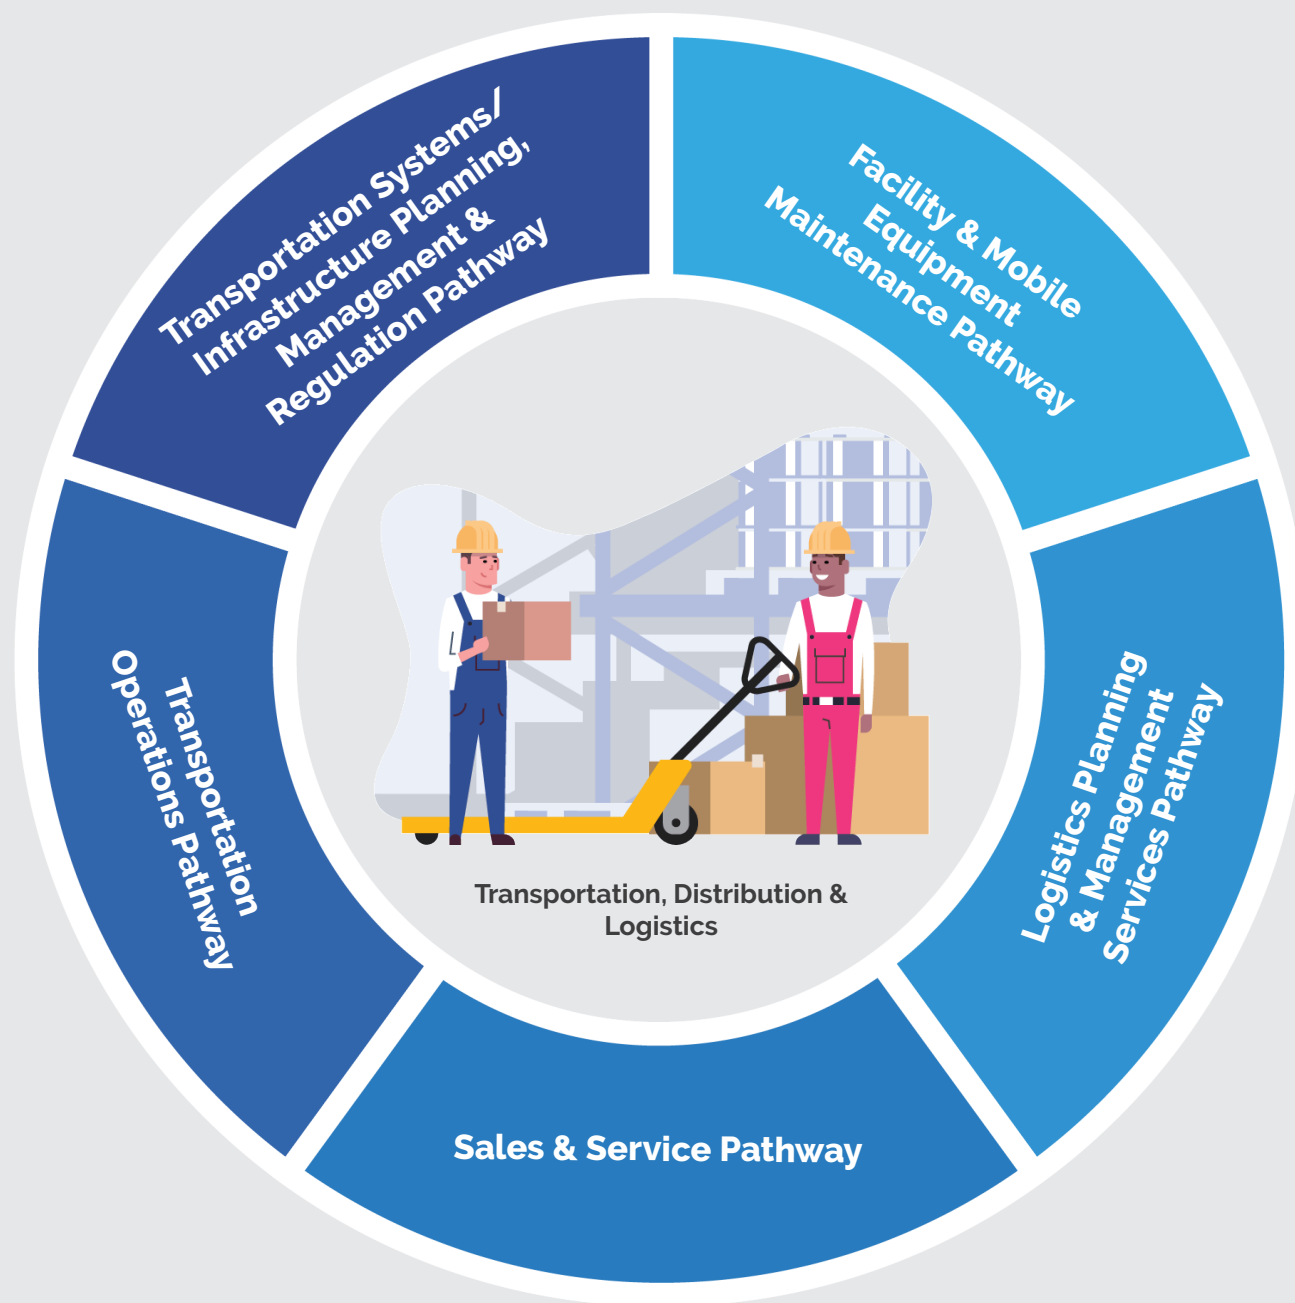 Transportation Systems/
Infrastructure Planning,
Management &
Regulation Pathway
Facility & Mobile
Equipment
Maintenance Pathway
Logistics Planning
& Management
Services Pathway
Sales & Service Pathway
Transportation
Operations Pathway
Transportation, Distribution &
Logistics